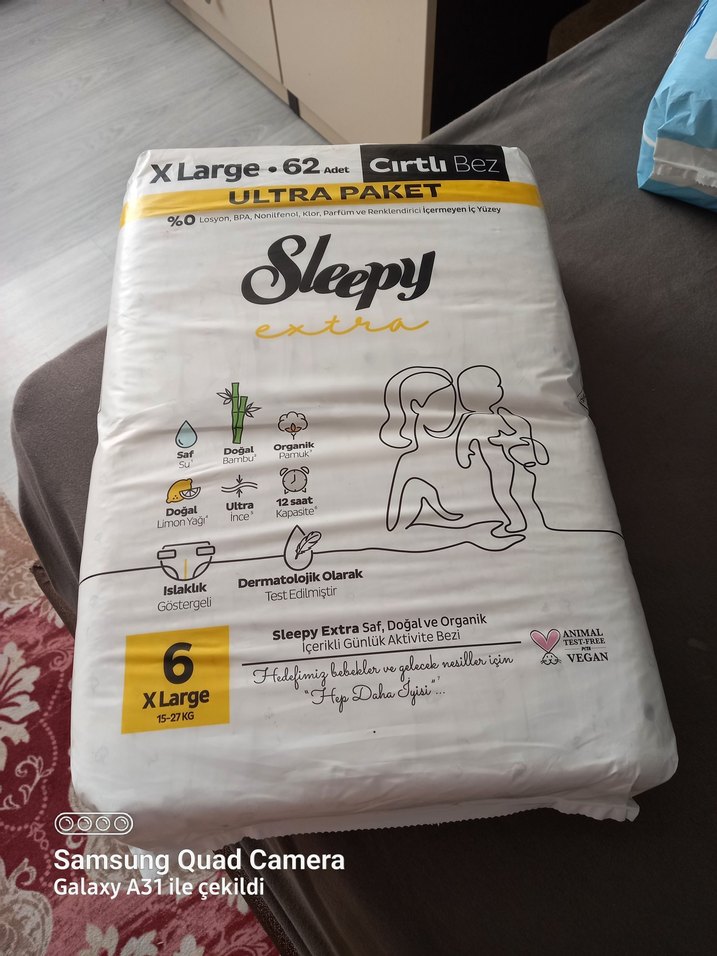 X Large • 62 Adet Cırtlı Bez
ULTRA PAKET
%0 Losyon, BPA, Nonilfenol, Klor, Parfüm ve Renklendirici İçermeyen İç Yüzey
Sleepy
extra
Saf
Su
Doğal
Bambu
Organik
Pamuk
Doğal
Limon Yağı
Ultra
İnce
12 saat
Kapasite
Islaklık
Göstergeli
Dermatolojik Olarak
Test Edilmiştir
Sleepy Extra Saf, Doğal ve Organik
İçerikli Günlük Aktivite Bezi
Hedefimiz bebekler ve gelecek nesiller için
"Hep Daha İyisi"...
ANIMAL
TEST-FREE
PETA
VEGAN
6
X Large
15-27 KG
Samsung Quad Camera
Galaxy A31 ile çekildi